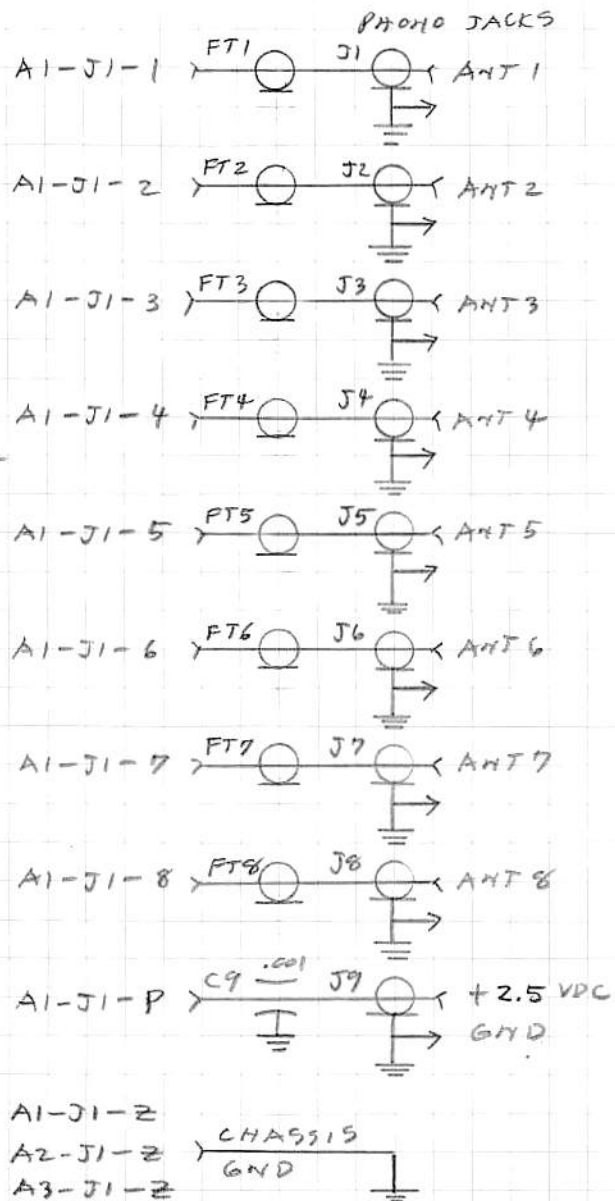 PHONO JACKS
A1-J1-1 FT1 J1 ANT 1
A1-J1-2 FT2 J2 ANT 2
A1-J1-3 FT3 J3 ANT 3
A1-J1-4 FT4 J4 ANT 4
A1-J1-5 FT5 J5 ANT 5
A1-J1-6 FT6 J6 ANT 6
A1-J1-7 FT7 J7 ANT 7
A1-J1-8 FT8 J8 ANT 8
.001
A1-J1-P C9 J9 +2.5 VDC
GND
A1-J1-Z
A2-J1-Z CHASSIS
GND
A3-J1-Z